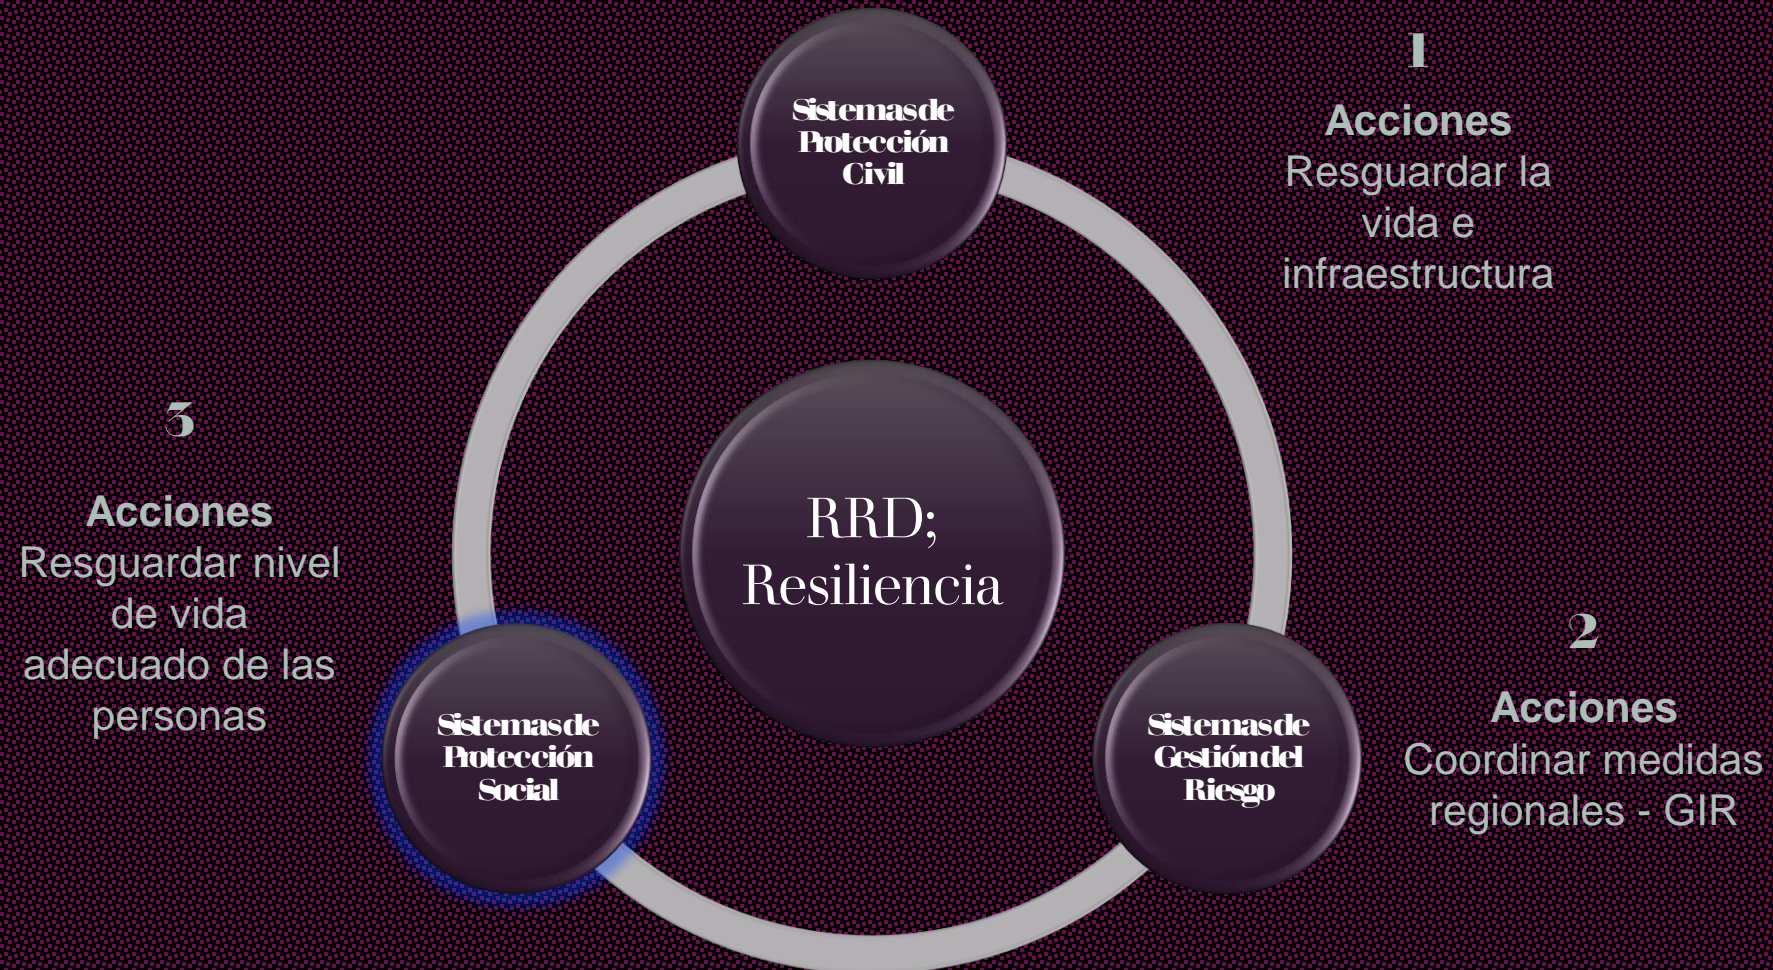 Sistemas de
Protección
Civil
1
Acciones
Resguardar la
vida e
infraestructura
RRD;
Resiliencia
3
Acciones
Resguardar nivel
de vida
adecuado de las
personas
Sistemas de
Protección
Social
Sistemas de
Gestión del
Riesgo
2
Acciones
Coordinar medidas
regionales - GIR